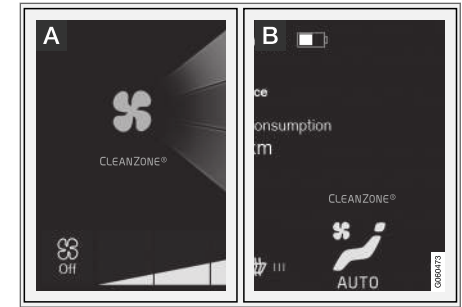 A
CLEANZONE®
Off
B
ce
onsumption
km
CLEANZONE®
AUTO
G060473